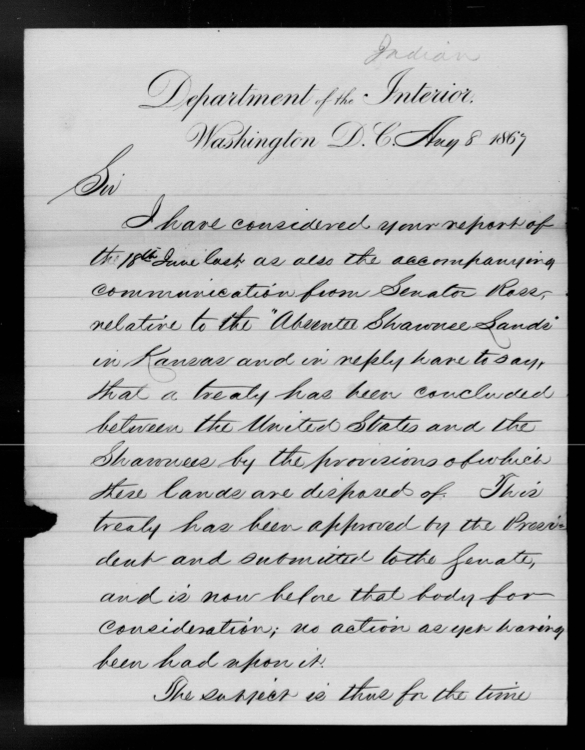 Indian
Department of the Interior.
Washington D. C. Aug 8 1867
Sir
I have considered your report of
the 18th June last, as also the accompanying
communication from Senator Ross,
relative to the "Absentee Shawnee Lands"
in Kansas and in reply have to say,
that a treaty has been concluded
between the United States and the
Shawnees by the provisions of which
these lands are disposed of. This
treaty has been approved by the Presi-
dent and submitted to the Senate,
and is now before that body for
consideration; no action as yet having
been had upon it.
The subject is thus for the time